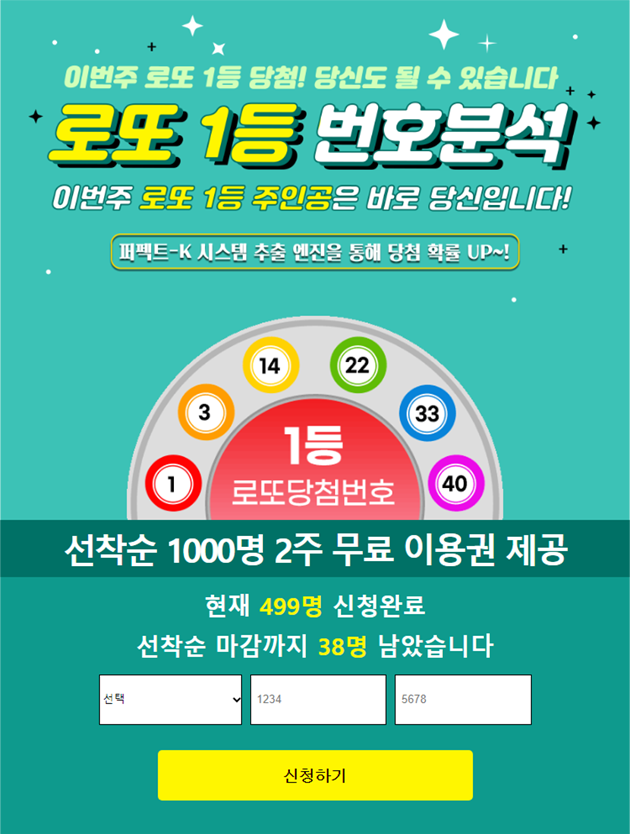 이번주 로또 1등 당첨! 당신도 될 수 있습니다
로또 1등 번호분석
이번주 로또 1등 주인공은 바로 당신입니다!
퍼펙트-K 시스템 추출 엔진을 통해 당첨 확률 UP~!
14 22
3 33
1등
1 로또당첨번호 40
선착순 1000명 2주 무료 이용권 제공
현재 499명 신청완료
선착순 마감까지 38명 남았습니다
선택 1234 5678
신청하기